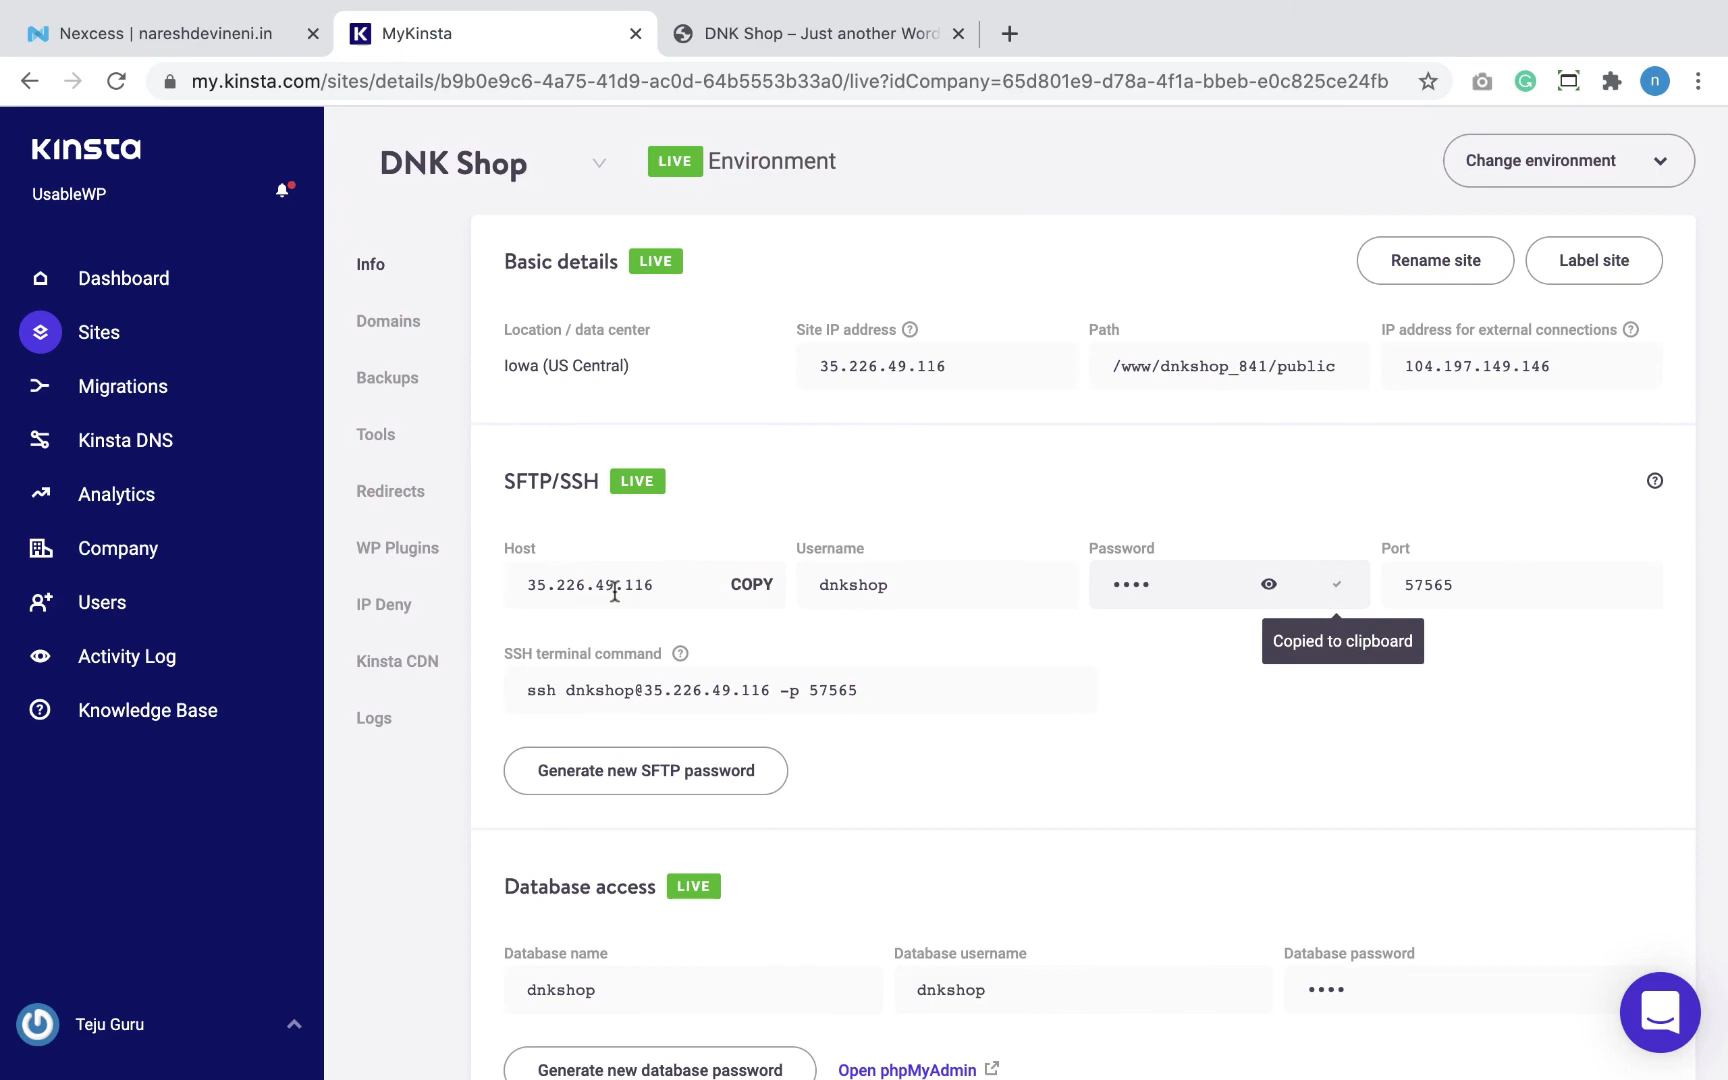 Nexcess | nareshdevineni.in
MyKinsta
DNK Shop – Just another Word
my.kinsta.com/sites/details/b9b0e9c6-4a75-41d9-ac0d-64b5553b33a0/live?idCompany=65d801e9-d78a-4f1a-bbeb-e0c825ce24fb
n
Kinsta
UsableWP
Dashboard
Sites
Migrations
Kinsta DNS
Analytics
Company
Users
Activity Log
Knowledge Base
Teju Guru
DNK Shop
LIVE Environment
Change environment
Info
Domains
Backups
Tools
Redirects
WP Plugins
IP Deny
Kinsta CDN
Logs
Basic details LIVE
Rename site
Label site
Location / data center
Iowa (US Central)
Site IP address
35.226.49.116
Path
/www/dnkshop_841/public
IP address for external connections
104.197.149.146
SFTP/SSH LIVE
Host
35.226.49.116 COPY
Username
dnkshop
Password
••••
Copied to clipboard
Port
57565
SSH terminal command
ssh dnkshop@35.226.49.116 -p 57565
Generate new SFTP password
Database access LIVE
Database name
dnkshop
Database username
dnkshop
Database password
••••
Generate new database password
Open phpMyAdmin